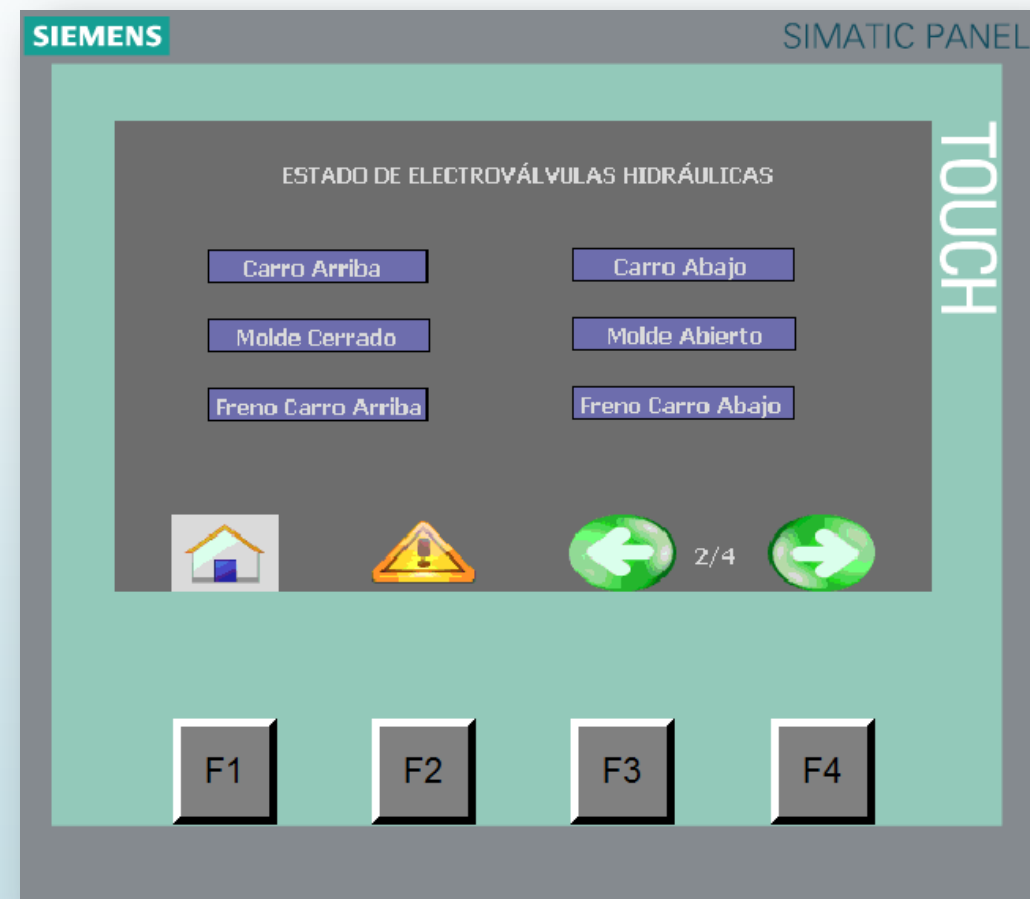 SIEMENS
SIMATIC PANEL
TOUCH
ESTADO DE ELECTROVÁLVULAS HIDRÁULICAS
Carro Arriba
Carro Abajo
Molde Cerrado
Molde Abierto
Freno Carro Arriba
Freno Carro Abajo
2/4
F1
F2
F3
F4